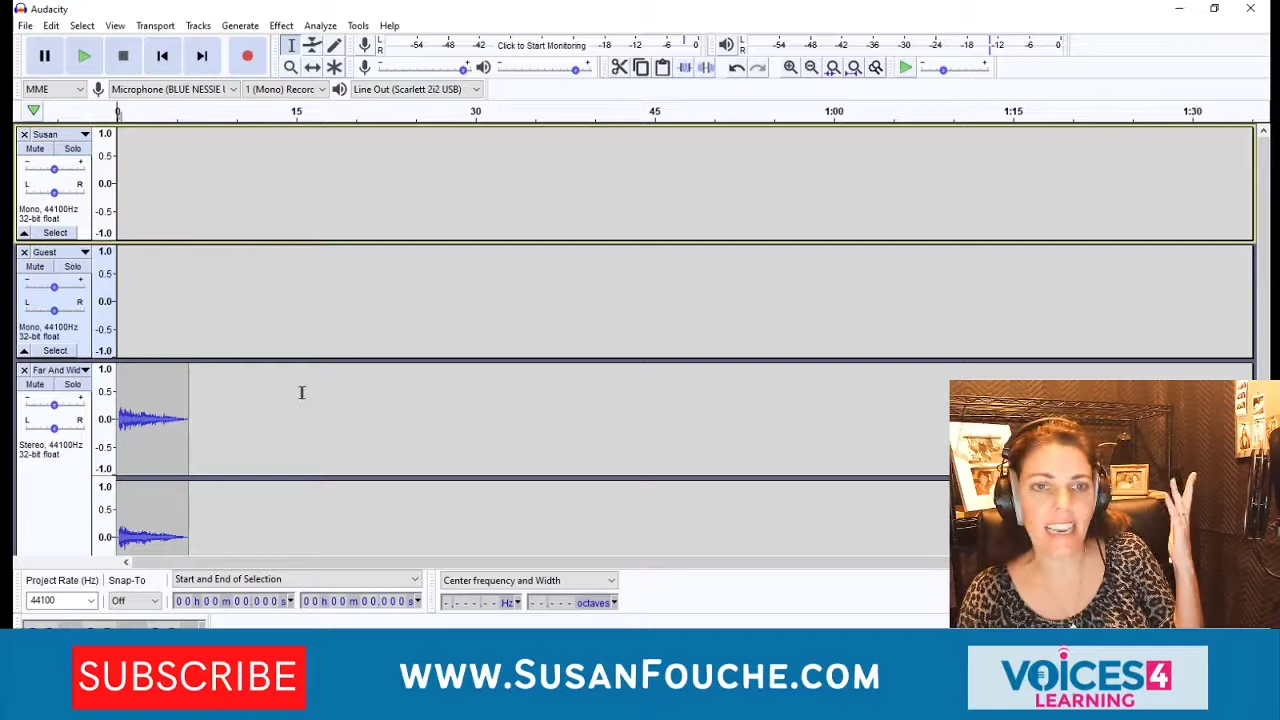 Audacity
File Edit Select View Transport Tracks Generate Effect Analyze Tools Help
L R -54 -48 -42 Click to Start Monitoring -18 -12 -6 0 L R -54 -48 -42 -36 -30 -24 -18 -12 -6 0
MME Microphone (BLUE NESSIE 1 (Mono) Recorc Line Out (Scarlett 2i2 USB)
0 15 30 45 1:00 1:15 1:30
Susan 1.0
Mute Solo 0.5
- +
L R 0.0
Mono, 44100Hz -0.5
32-bit float
Select -1.0
Guest 1.0
Mute Solo 0.5
- +
L R 0.0
Mono, 44100Hz -0.5
32-bit float
Select -1.0
Far And Wid 1.0
Mute Solo 0.5
- +
L R 0.0
Stereo, 44100Hz -0.5
32-bit float
-1.0
1.0
0.5
0.0
Project Rate (Hz) Snap-To Start and End of Selection Center frequency and Width
44100 Off 00h00m00.000s 00h00m00.000s -.---.-- Hz --.--- octaves
SUBSCRIBE www.SusanFouche.com VOICES4
LEARNING